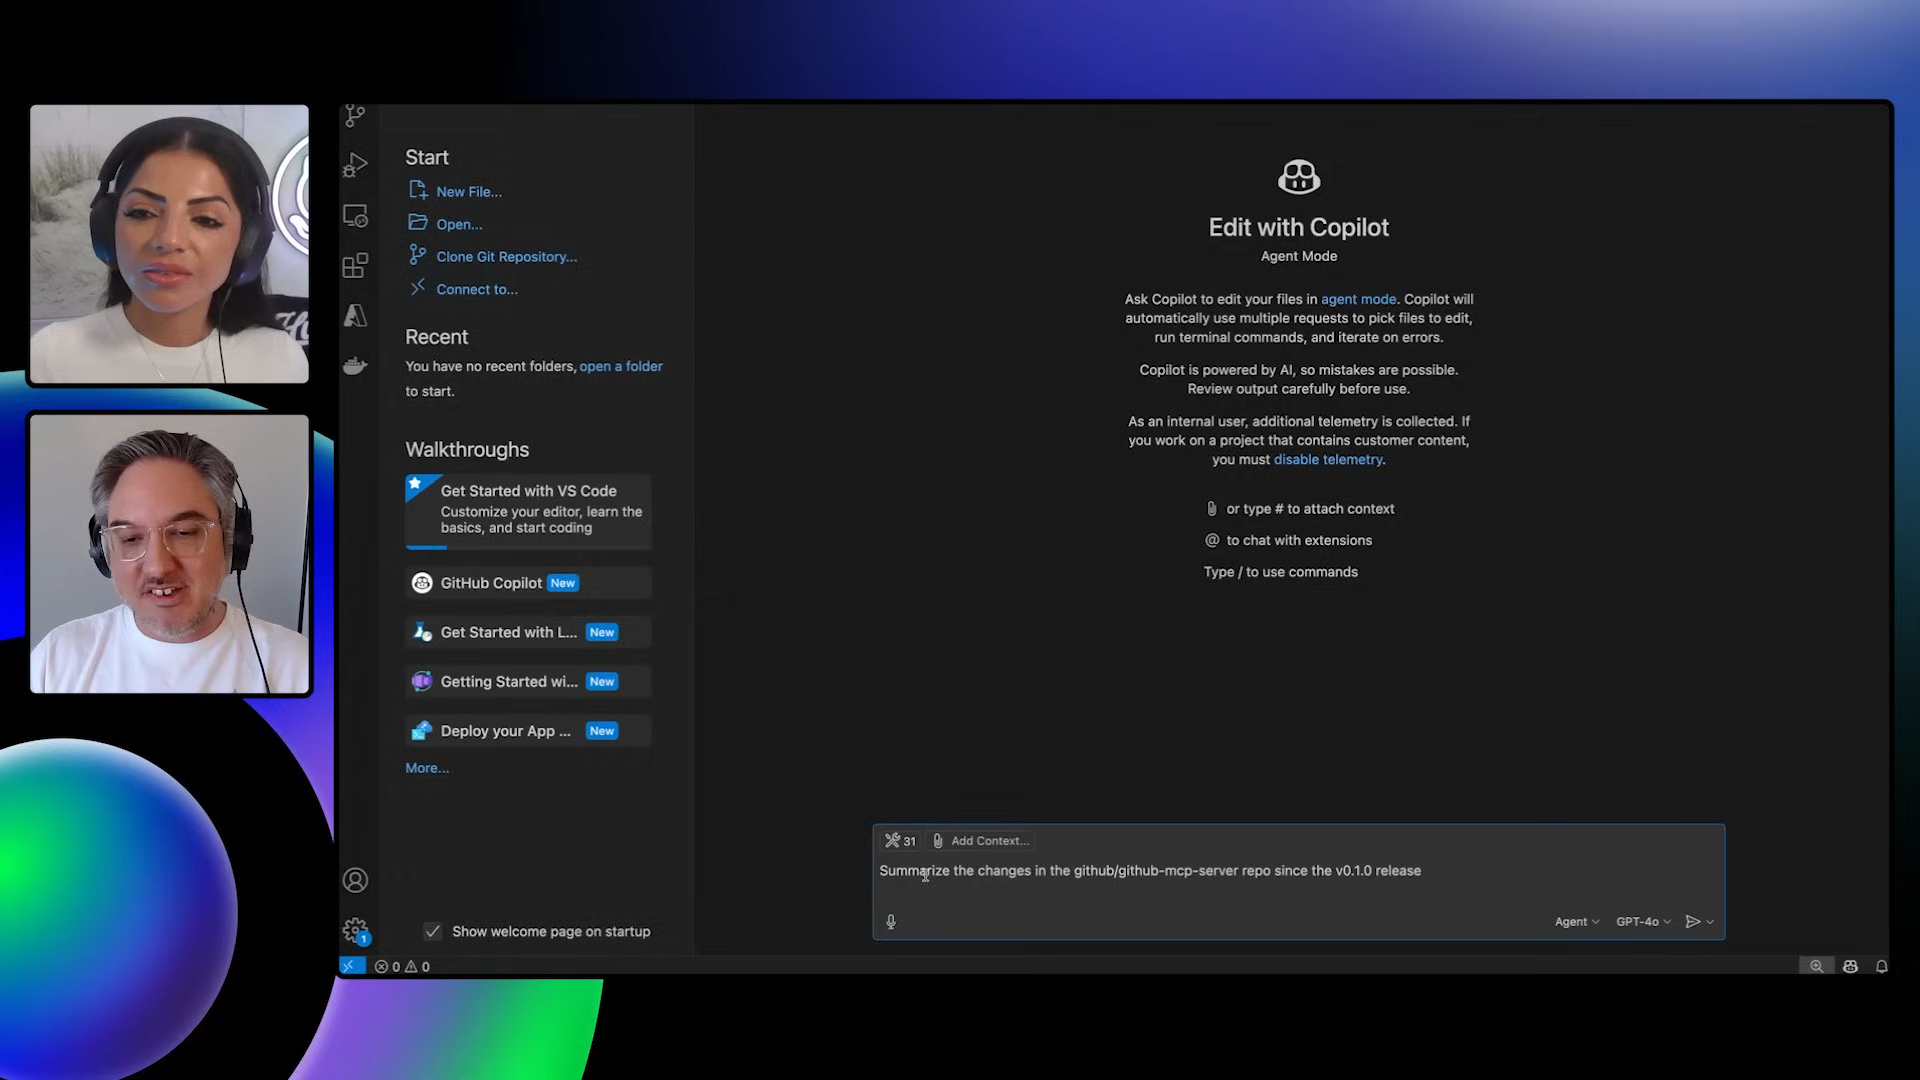 Start
New File...
Open...
Clone Git Repository...
Connect to...
Recent
You have no recent folders, open a folder
to start.
Walkthroughs
Get Started with VS Code
Customize your editor, learn the
basics, and start coding
GitHub Copilot New
Get Started with L... New
Getting Started wi... New
Deploy your App ... New
More...
Show welcome page on startup
Edit with Copilot
Agent Mode
Ask Copilot to edit your files in agent mode. Copilot will
automatically use multiple requests to pick files to edit,
run terminal commands, and iterate on errors.
Copilot is powered by AI, so mistakes are possible.
Review output carefully before use.
As an internal user, additional telemetry is collected. If
you work on a project that contains customer content,
you must disable telemetry.
or type # to attach context
@ to chat with extensions
Type / to use commands
31 Add Context...
Summarize the changes in the github/github-mcp-server repo since the v0.1.0 release
Agent GPT-4o
1
0 0